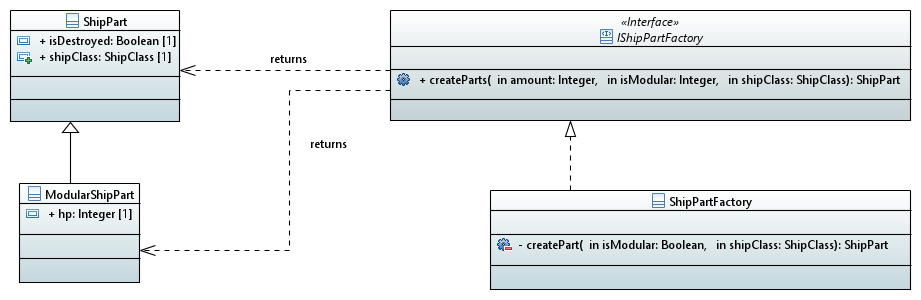 ShipPart
+ isDestroyed: Boolean [1]
+ shipClass: ShipClass [1]
«Interface»
IShipPartFactory
+ createParts( in amount: Integer, in isModular: Integer, in shipClass: ShipClass): ShipPart
returns
returns
ModularShipPart
+ hp: Integer [1]
ShipPartFactory
- createPart( in isModular: Boolean, in shipClass: ShipClass): ShipPart